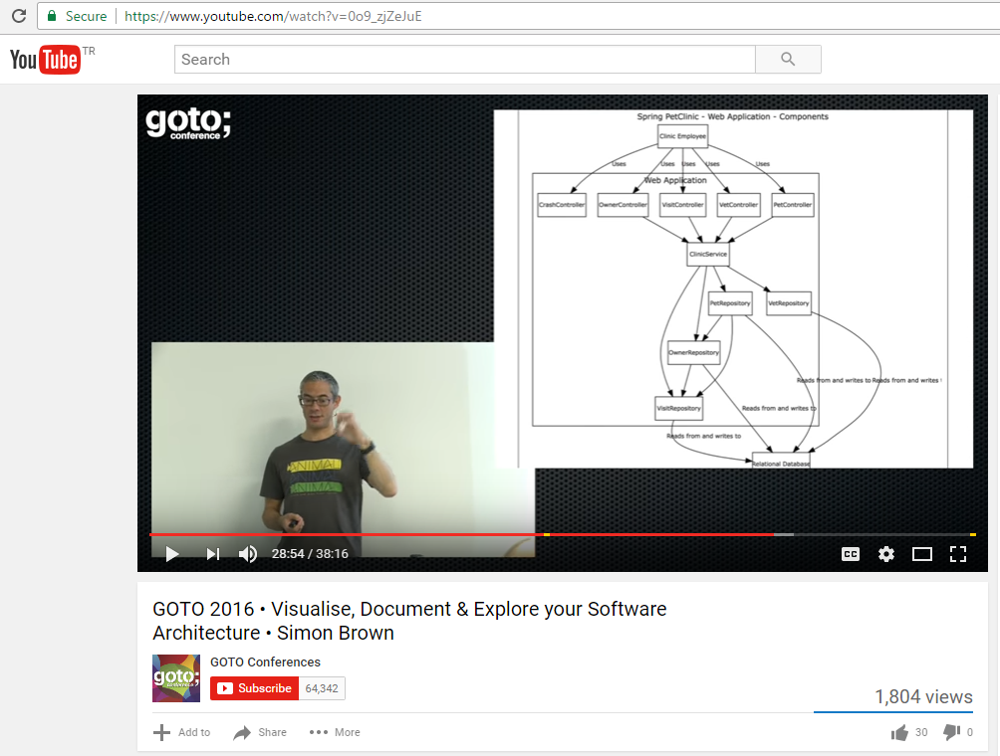 Secure https://www.youtube.com/watch?v=0o9_zjZeJuE
YouTube TR
Search
goto;
conference
Spring PetClinic - Web Application - Components
Clinic Employee
Uses Uses Uses Uses Uses
Web Application
CrashController OwnerController VisitController VetController PetController
ClinicService
PetRepository VetRepository
OwnerRepository
Reads from and writes to Reads from and writes
VisitRepository Reads from and writes to
Reads from and writes to
Relational Database
ANIMAL
ANIMAL
28:54 / 38:16
CC
GOTO 2016 • Visualise, Document & Explore your Software
Architecture • Simon Brown
goto;
conference
GOTO Conferences
Subscribe 64,342
1,804 views
Add to Share More 30 0